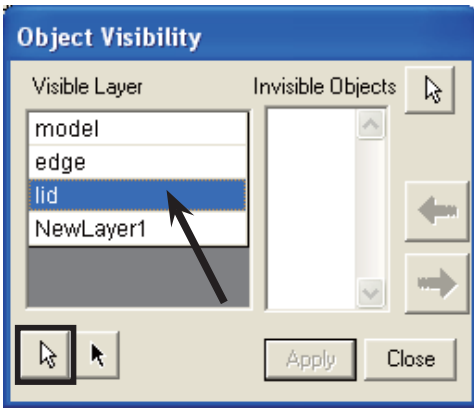 Object Visibility
Visible Layer
Invisible Objects
model
edge
lid
NewLayer1
Apply
Close